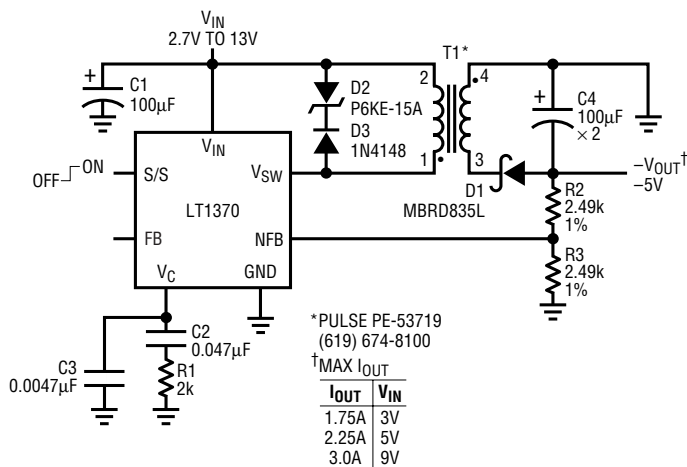 V_IN
2.7V TO 13V
+
C1
100µF
D2
P6KE-15A
D3
1N4148
T1*
2
4
1
3
+
C4
100µF
× 2
V_IN
OFF ON
S/S
V_SW
LT1370
FB
NFB
V_C
GND
D1
MBRD835L
–V_OUT†
–5V
R2
2.49k
1%
R3
2.49k
1%
C2
0.047µF
C3
0.0047µF
R1
2k
*PULSE PE-53719
(619) 674-8100
†MAX I_OUT
I_OUT V_IN
1.75A 3V
2.25A 5V
3.0A 9V